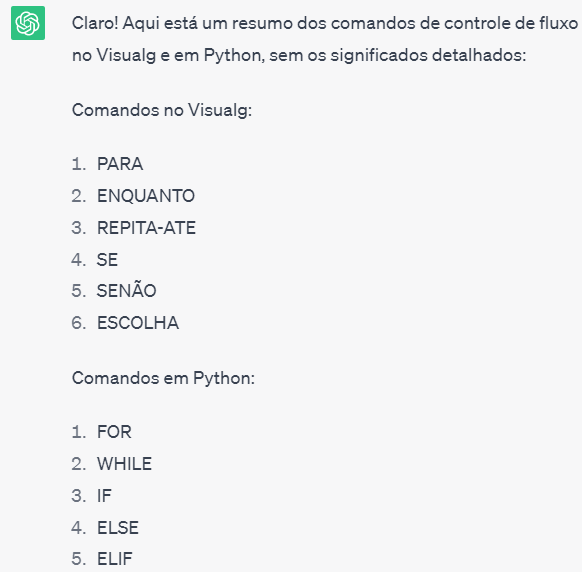 Claro! Aqui está um resumo dos comandos de controle de fluxo
no Visualg e em Python, sem os significados detalhados:
Comandos no Visualg:
1. PARA
2. ENQUANTO
3. REPITA-ATE
4. SE
5. SENÃO
6. ESCOLHA
Comandos em Python:
1. FOR
2. WHILE
3. IF
4. ELSE
5. ELIF